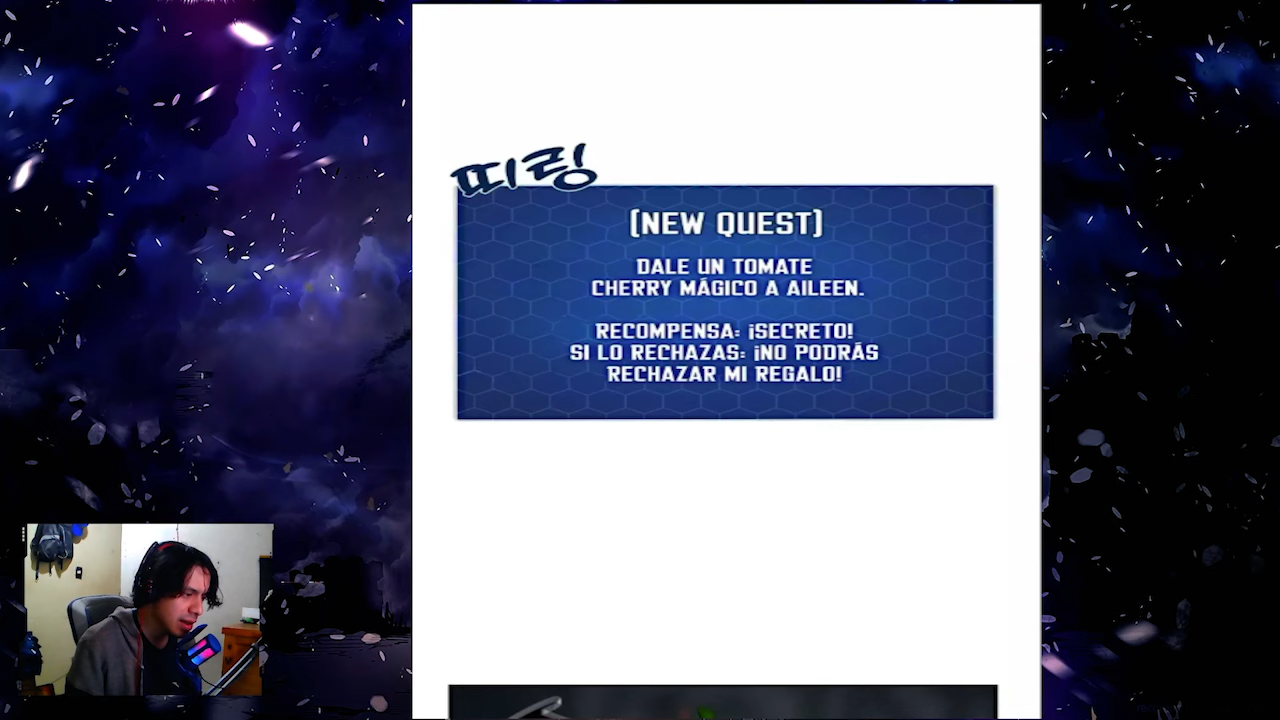 띠링
[NEW QUEST]
DALE UN TOMATE
CHERRY MÁGICO A AILEEN.
RECOMPENSA: ¡SECRETO!
SI LO RECHAZAS: ¡NO PODRÁS
RECHAZAR MI REGALO!